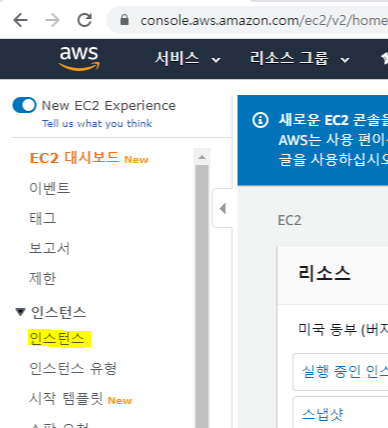 console.aws.amazon.com/ec2/v2/home
aws
서비스
리소스 그룹
New EC2 Experience
Tell us what you think
EC2 대시보드 New
이벤트
태그
보고서
제한
인스턴스
인스턴스
인스턴스 유형
시작 템플릿 New
새로운 EC2 콘솔을
AWS는 사용 편이
글을 사용하십시오
EC2
리소스
미국 동부 (버지
실행 중인 인스
스냅샷